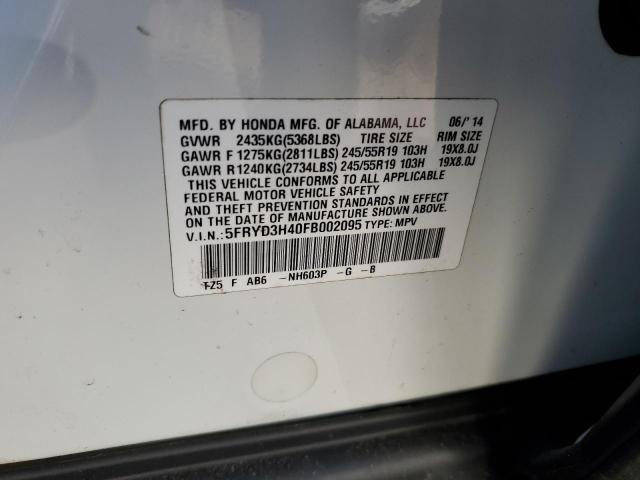 MFD. BY HONDA MFG. OF ALABAMA, LLC 06/'14
GVWR 2435KG(5368LBS) TIRE SIZE RIM SIZE
GAWR F 1275KG(2811LBS) 245/55R19 103H 19X8.0J
GAWR R 1240KG(2734LBS) 245/55R19 103H 19X8.0J
THIS VEHICLE CONFORMS TO ALL APPLICABLE
FEDERAL MOTOR VEHICLE SAFETY
AND THEFT PREVENTION STANDARDS IN EFFECT
ON THE DATE OF MANUFACTURE SHOWN ABOVE.
V.I.N.: 5FRYD3H40FB002095 TYPE: MPV
TZ5 F AB6 -NH603P -G -B